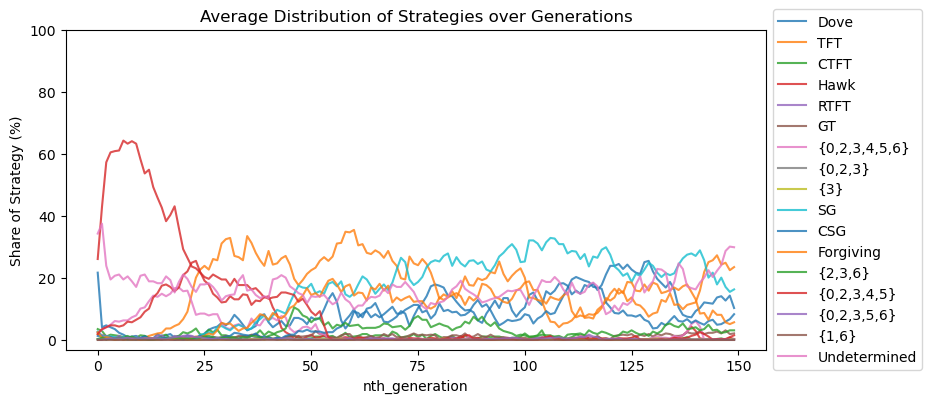 Average Distribution of Strategies over Generations
Share of Strategy (%)
100
80
60
40
20
0
0 25 50 75 100 125 150
nth_generation
Dove
TFT
CTFT
Hawk
RTFT
GT
{0,2,3,4,5,6}
{0,2,3}
{3}
SG
CSG
Forgiving
{2,3,6}
{0,2,3,4,5}
{0,2,3,5,6}
{1,6}
Undetermined